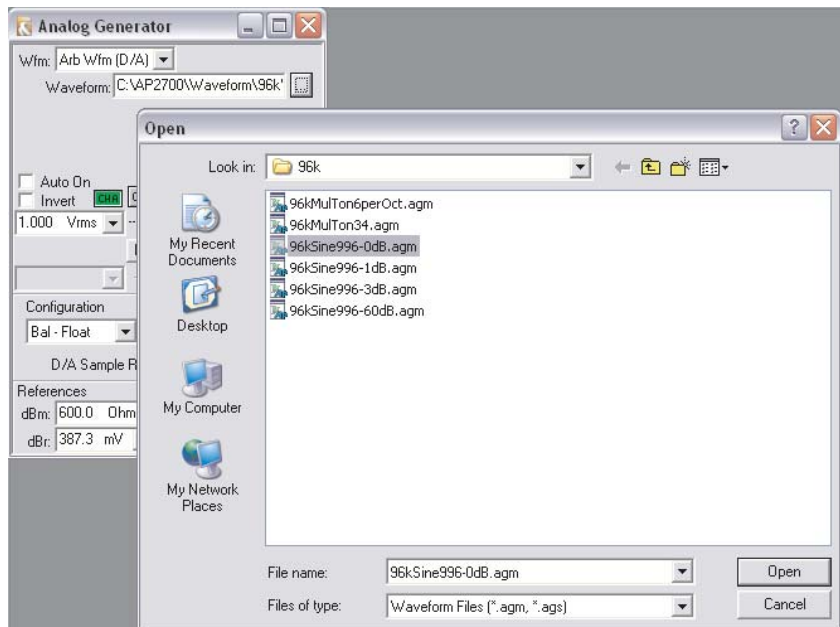 Analog Generator
Wfm: Arb Wfm (D/A)
Waveform: C:\AP2700\Waveform\96k
Auto On
Invert CHA
1.000 Vrms
Configuration
Bal - Float
D/A Sample R
References
dBm: 600.0 Ohm
dBr: 387.3 mV
Open
Look in: 96k
My Recent Documents
Desktop
My Computer
My Network Places
96kMulTon6perOct.agm
96kMulTon34.agm
96kSine996-0dB.agm
96kSine996-1dB.agm
96kSine996-3dB.agm
96kSine996-60dB.agm
File name: 96kSine996-0dB.agm Open
Files of type: Waveform Files (*.agm, *.ags) Cancel